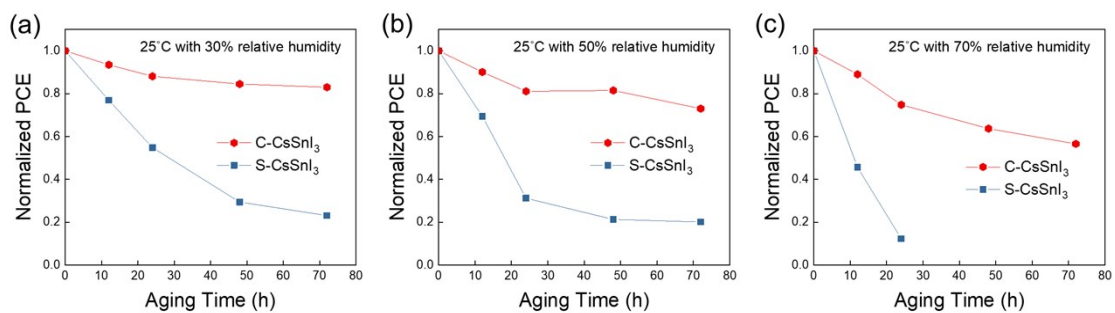 (a)
25°C with 30% relative humidity
Normalized PCE
1.0
0.8
0.6
0.4
0.2
0.0
C-CsSnI₃
S-CsSnI₃
0 10 20 30 40 50 60 70 80
Aging Time (h)
(b)
25°C with 50% relative humidity
Normalized PCE
1.0
0.8
0.6
0.4
0.2
0.0
C-CsSnI₃
S-CsSnI₃
0 10 20 30 40 50 60 70 80
Aging Time (h)
(c)
25°C with 70% relative humidity
Normalized PCE
1.0
0.8
0.6
0.4
0.2
0.0
C-CsSnI₃
S-CsSnI₃
0 10 20 30 40 50 60 70 80
Aging Time (h)